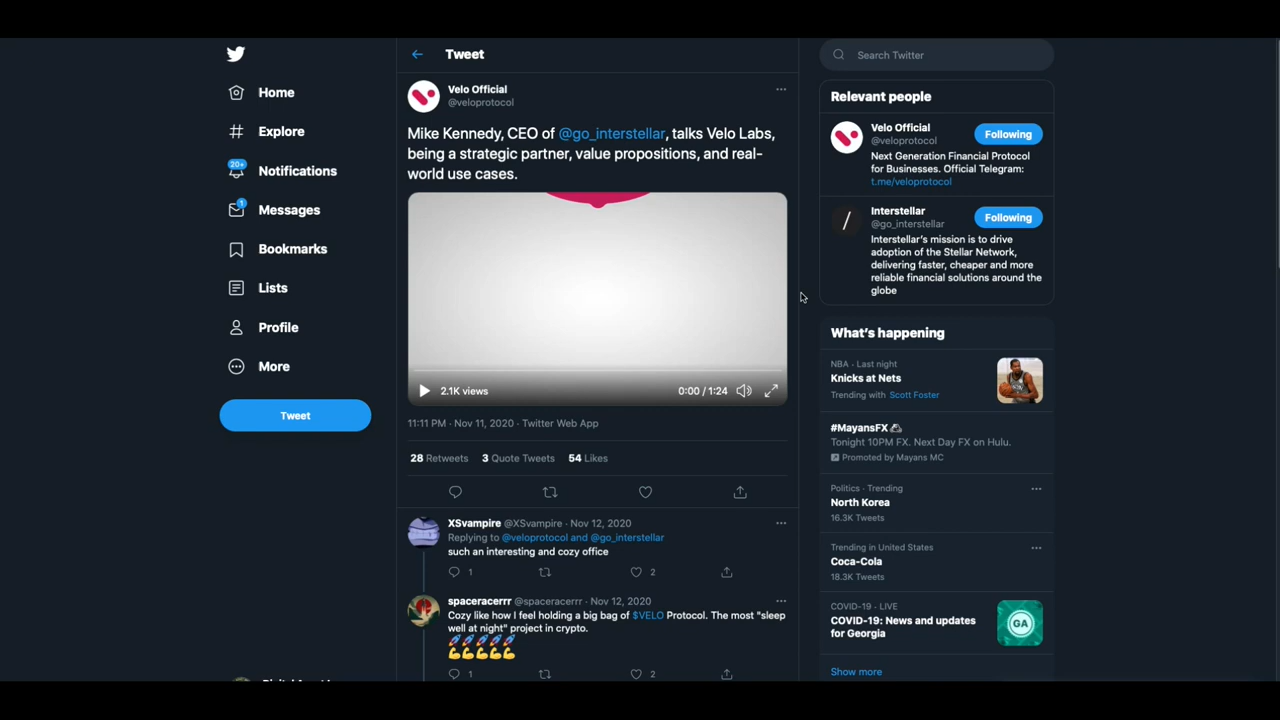 Home
Explore
20+
Notifications
1
Messages
Bookmarks
Lists
Profile
More
Tweet
Tweet
Velo Official
@veloprotocol
Mike Kennedy, CEO of @go_interstellar, talks Velo Labs,
being a strategic partner, value propositions, and real-
world use cases.
2.1K views
0:00 / 1:24
11:11 PM · Nov 11, 2020 · Twitter Web App
28 Retweets 3 Quote Tweets 54 Likes
XSvampire @XSvampire · Nov 12, 2020
Replying to @veloprotocol and @go_interstellar
such an interesting and cozy office
1 2
spaceracerrr @spaceracerrr · Nov 12, 2020
Cozy like how I feel holding a big bag of $VELO Protocol. The most "sleep
well at night" project in crypto.
1 2
Search Twitter
Relevant people
Velo Official
@veloprotocol
Following
Next Generation Financial Protocol
for Businesses. Official Telegram:
t.me/veloprotocol
Interstellar
@go_interstellar
Following
Interstellar's mission is to drive
adoption of the Stellar Network,
delivering faster, cheaper and more
reliable financial solutions around the
globe
What's happening
NBA · Last night
Knicks at Nets
Trending with Scott Foster
#MayansFX
Tonight 10PM FX. Next Day FX on Hulu.
Promoted by Mayans MC
Politics · Trending
North Korea
16.3K Tweets
Trending in United States
Coca-Cola
18.3K Tweets
COVID-19 · LIVE
COVID-19: News and updates
for Georgia
GA
Show more